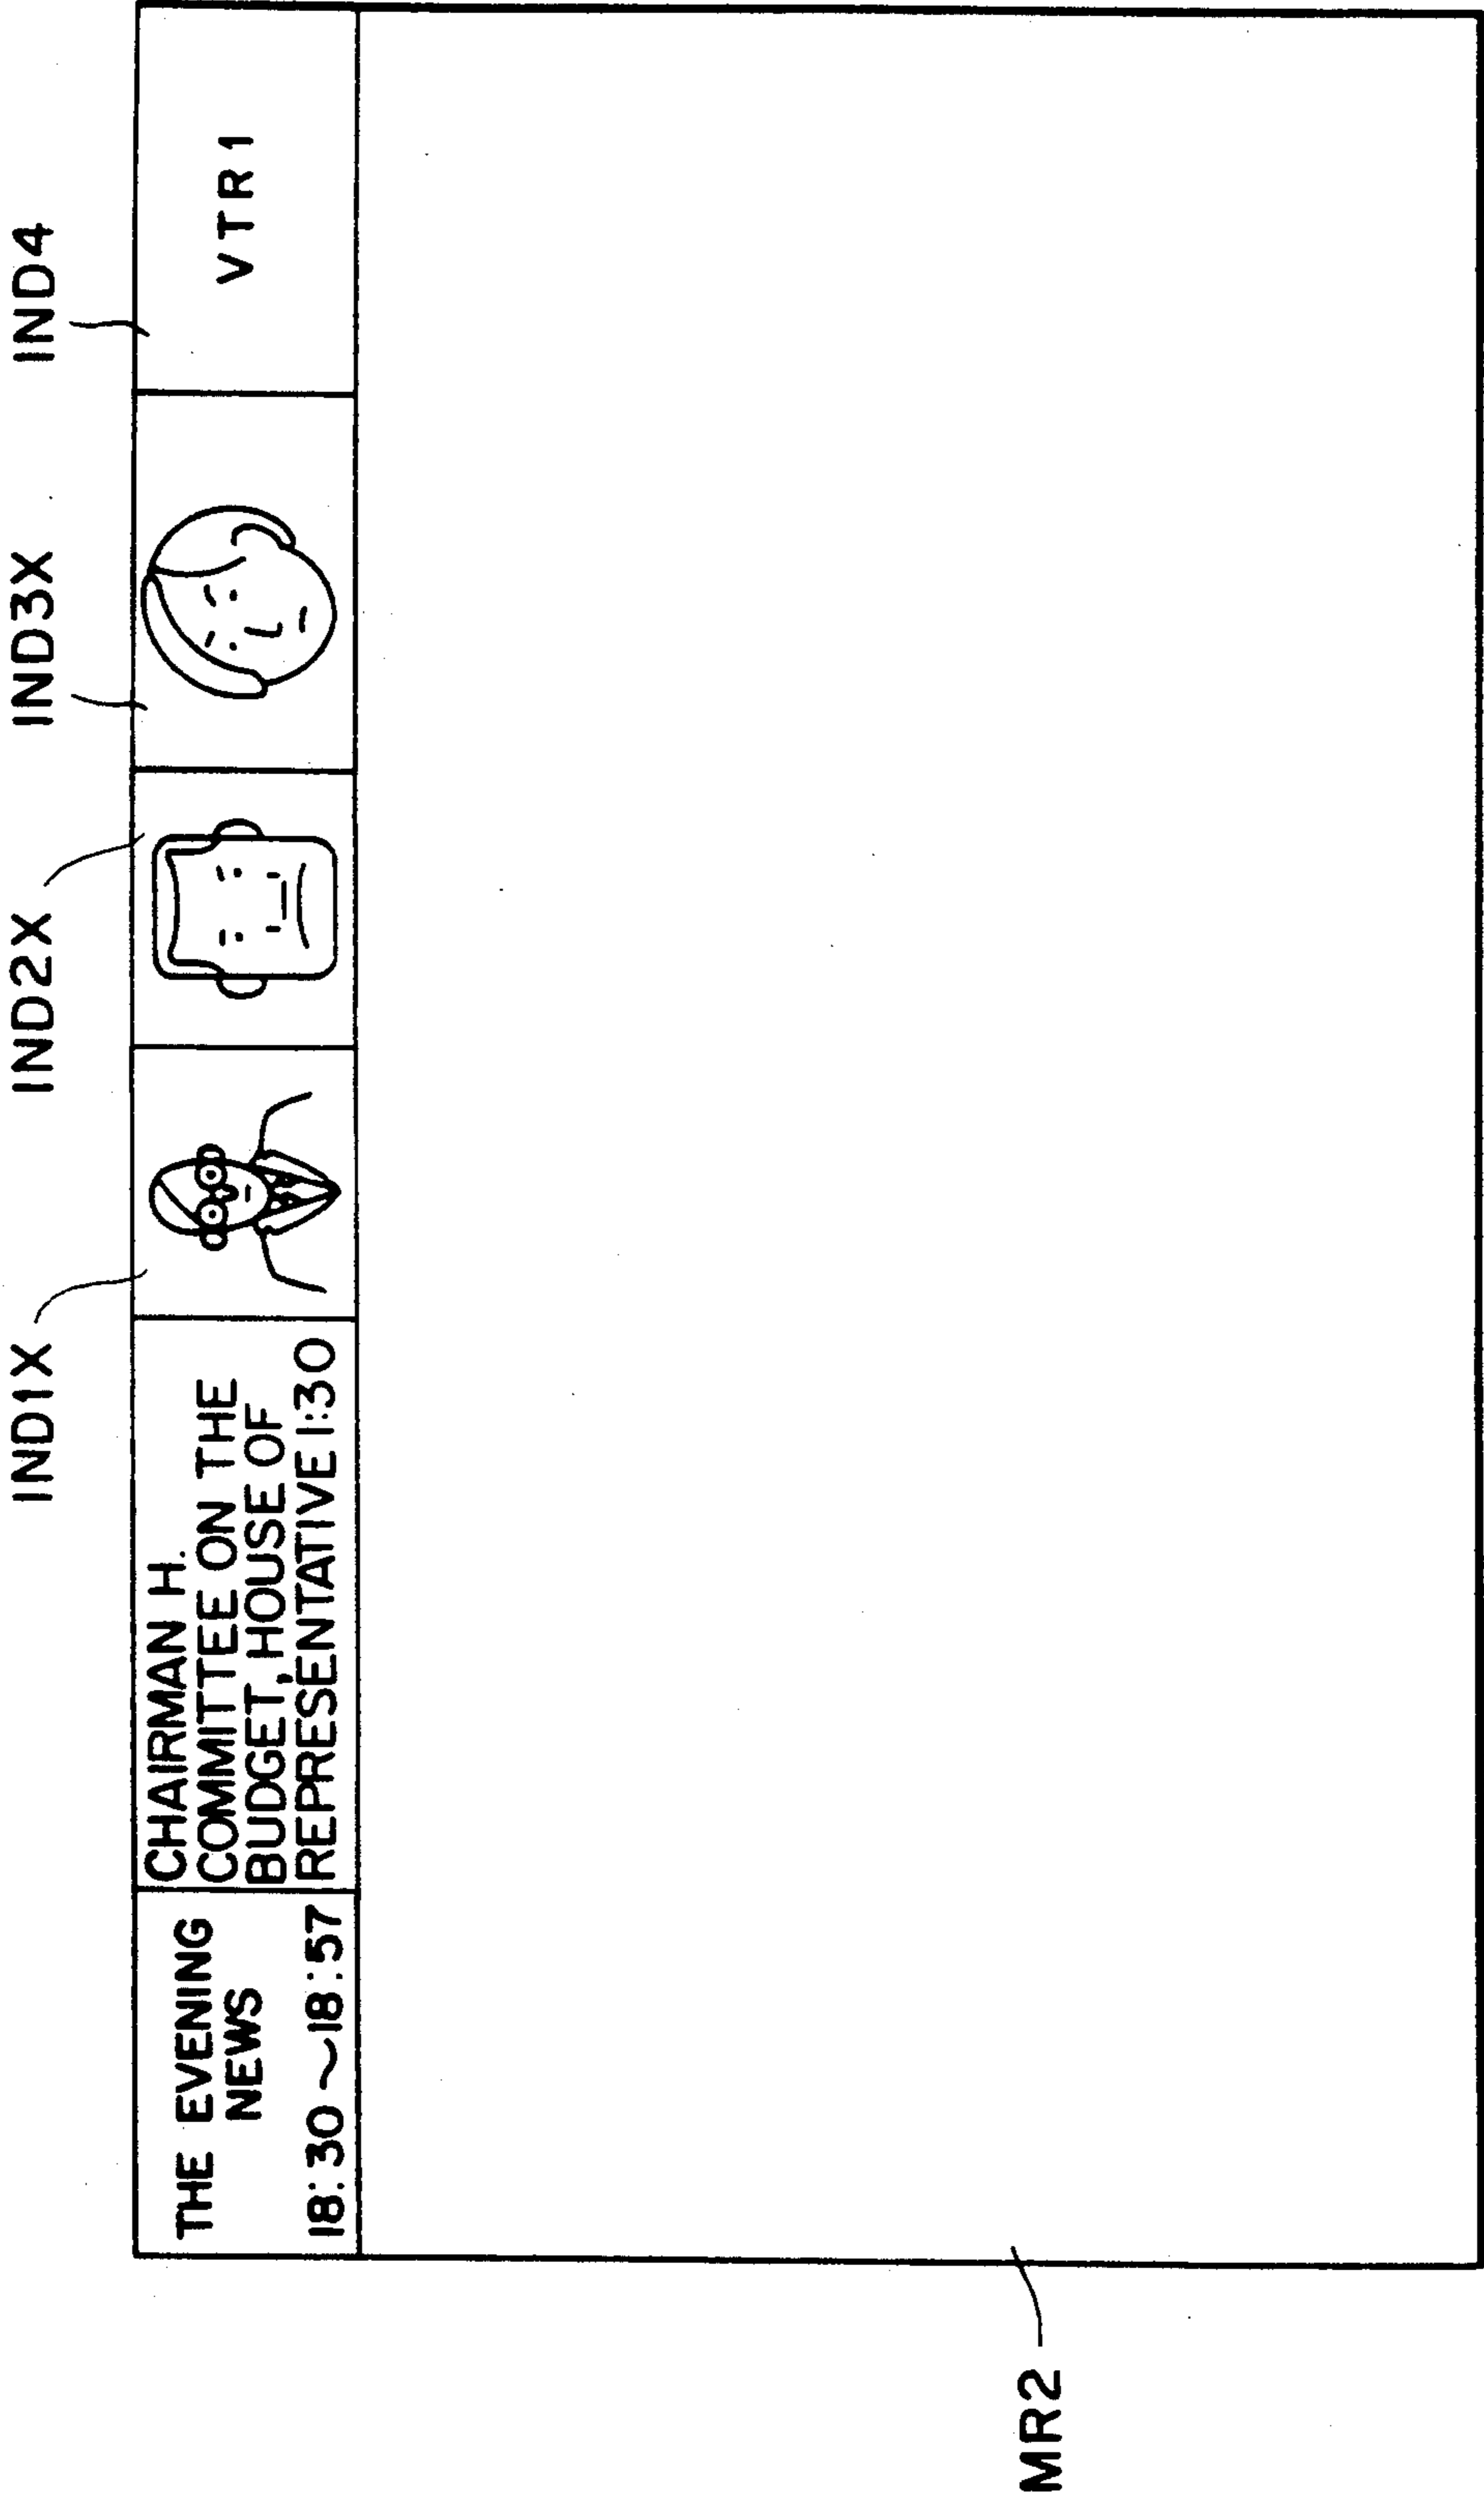 IND1X
IND2X
IND3X
IND4
THE EVENING
NEWS
18:30~18:57
CHAIRMAN H.
COMMITTEE ON THE
BUDGET, HOUSE OF
REPRESENTATIVE 1:30
VTR1
MR2